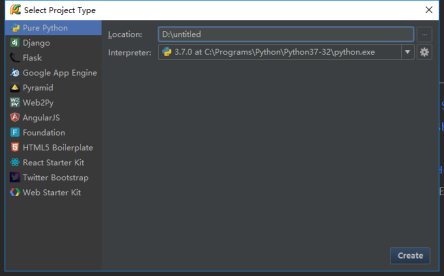 Select Project Type
Pure Python
Django
Flask
Google App Engine
Pyramid
Web2Py
AngularJS
Foundation
HTML5 Boilerplate
React Starter Kit
Twitter Bootstrap
Web Starter Kit
Location: D:\untitled
Interpreter: 3.7.0 at C:\Programs\Python\Python37-32\python.exe
Create